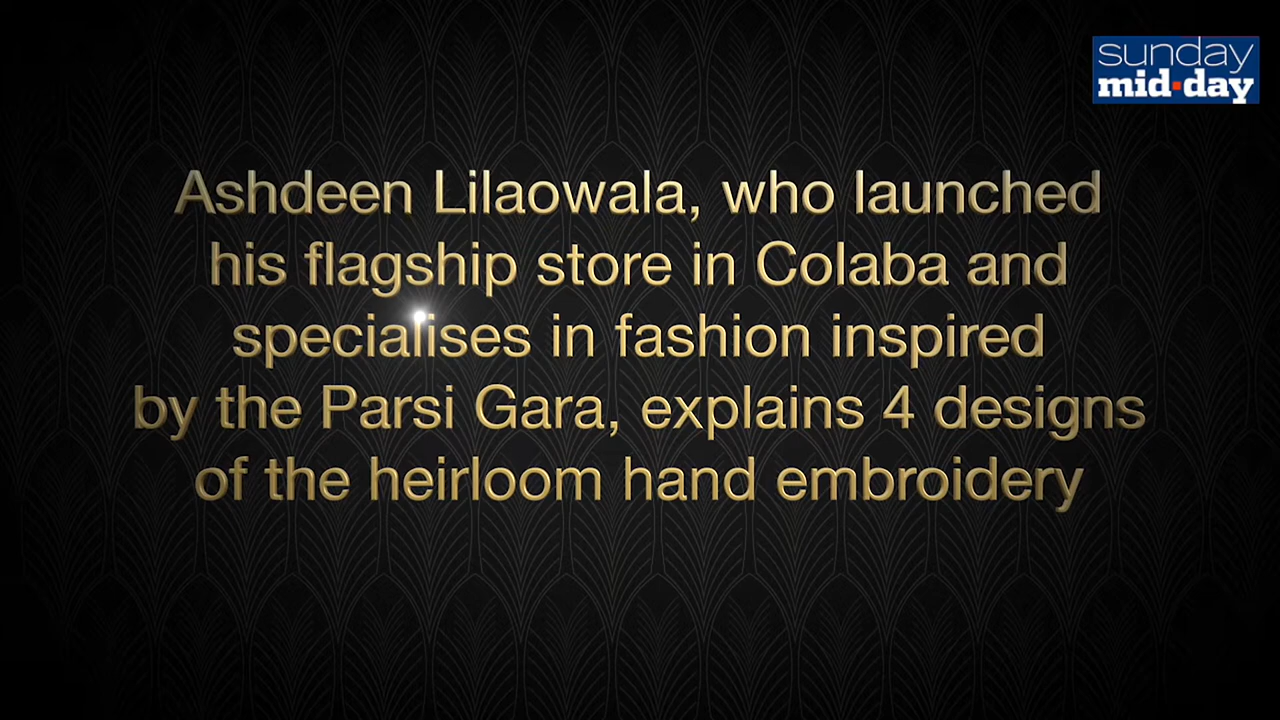 sunday
mid-day
Ashdeen Lilaowala, who launched
his flagship store in Colaba and
specialises in fashion inspired
by the Parsi Gara, explains 4 designs
of the heirloom hand embroidery